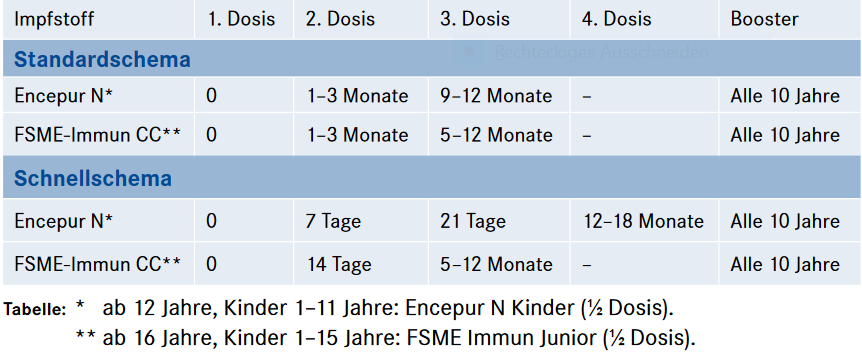 Impfstoff 1. Dosis 2. Dosis 3. Dosis 4. Dosis Booster
Rechteckiges Ausschneiden
Standardschema
Encepur N* 0 1–3 Monate 9–12 Monate – Alle 10 Jahre
FSME-Immun CC** 0 1–3 Monate 5–12 Monate – Alle 10 Jahre
Schnellschema
Encepur N* 0 7 Tage 21 Tage 12–18 Monate Alle 10 Jahre
FSME-Immun CC** 0 14 Tage 5–12 Monate – Alle 10 Jahre
Tabelle: * ab 12 Jahre, Kinder 1–11 Jahre: Encepur N Kinder (½ Dosis).
** ab 16 Jahre, Kinder 1–15 Jahre: FSME Immun Junior (½ Dosis).